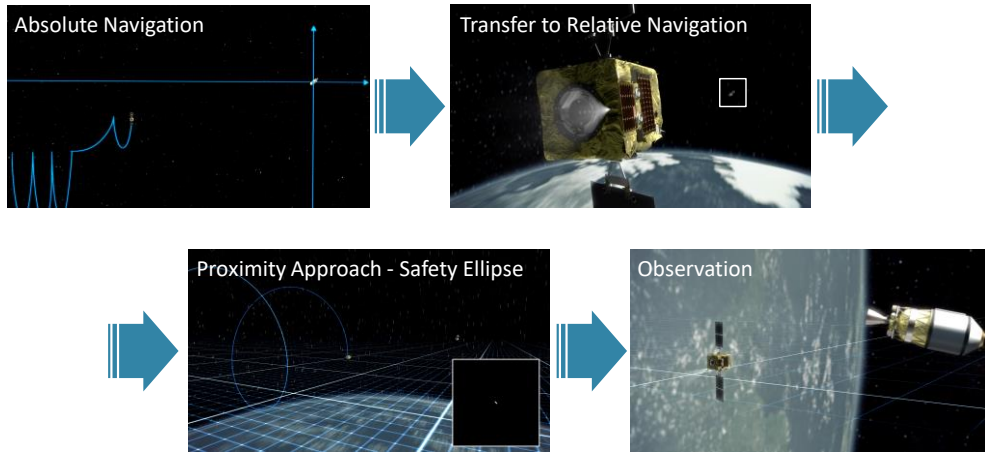 Absolute Navigation
Transfer to Relative Navigation
Proximity Approach - Safety Ellipse
Observation